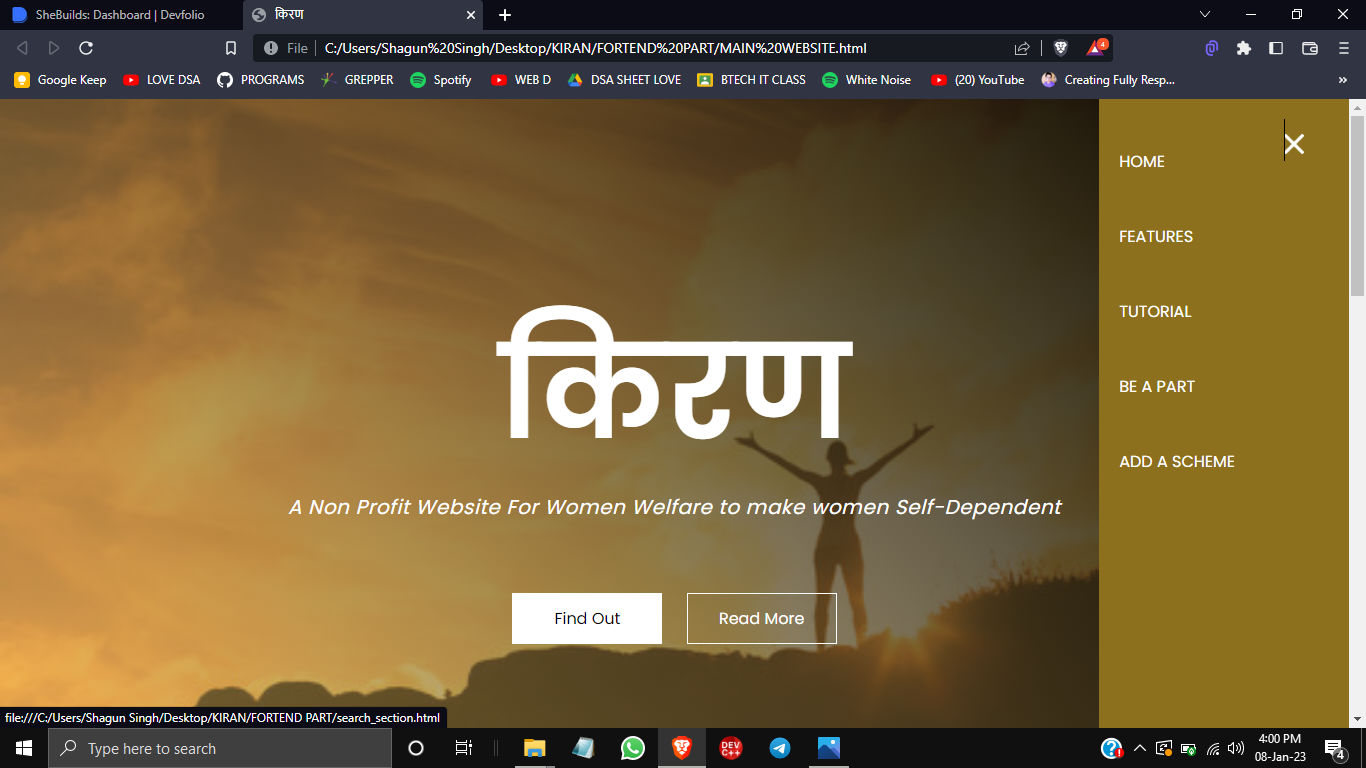 SheBuilds: Dashboard | Devfolio
किरण
File
C:/Users/Shagun%20Singh/Desktop/KIRAN/FORTEND%20PART/MAIN%20WEBSITE.html
4
Google Keep
LOVE DSA
PROGRAMS
GREPPER
Spotify
WEB D
DSA SHEET LOVE
BTECH IT CLASS
White Noise
(20) YouTube
Creating Fully Resp...
»
HOME
FEATURES
TUTORIAL
BE A PART
ADD A SCHEME
किरण
A Non Profit Website For Women Welfare to make women Self-Dependent
Find Out
Read More
file:///C:/Users/Shagun Singh/Desktop/KIRAN/FORTEND PART/search_section.html
Type here to search
DEV
C++
4:00 PM
08-Jan-23
4